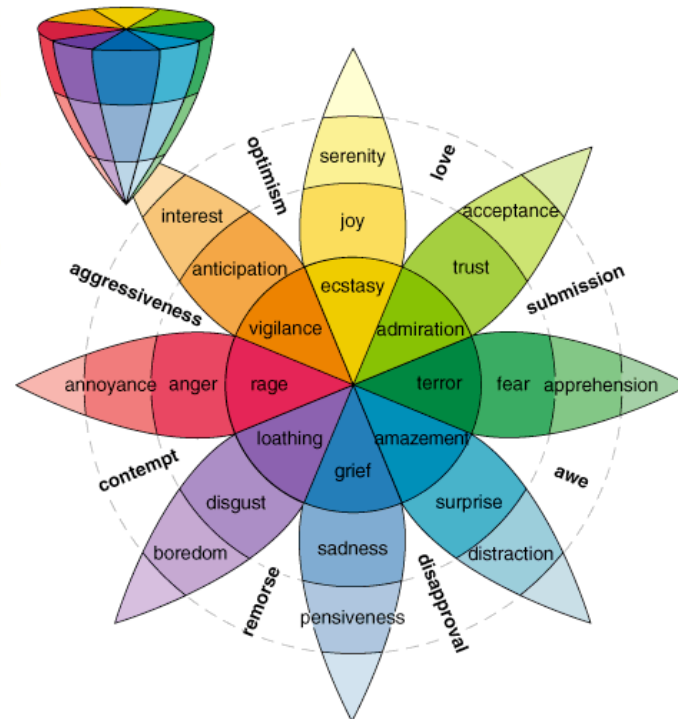 optimism
love
serenity
interest
acceptance
joy
anticipation
trust
aggressiveness
submission
ecstasy
vigilance
admiration
annoyance
anger
rage
terror
fear
apprehension
loathing
amazement
contempt
grief
awe
disgust
surprise
boredom
sadness
distraction
remorse
disapproval
pensiveness